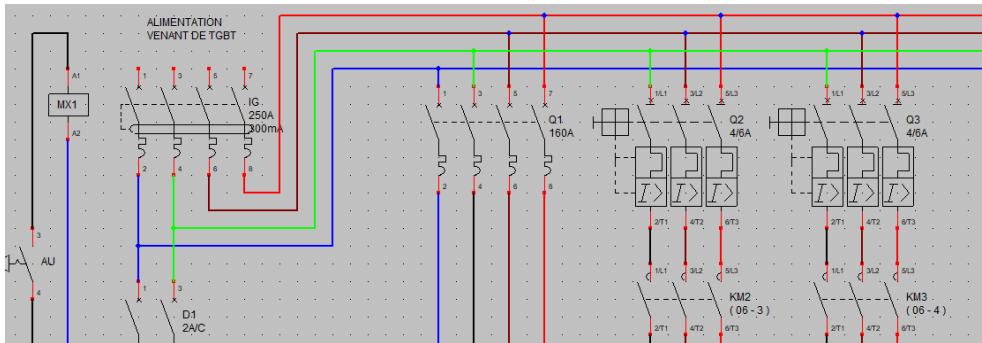 ALIMENTATION
VENANT DE TGBT
A1
MX1
A2
1
3
5
7
IG
250A
300mA
2
4
6
8
1
3
5
7
Q1
160A
2
4
6
8
1/L1
3/L2
5/L3
Q2
4/6A
2/T1
4/T2
6/T3
1/L1
3/L2
5/L3
Q3
4/6A
2/T1
4/T2
6/T3
I>
I>
I>
I>
I>
I>
3
AU
4
1
3
D1
2A/C
1/L1
3/L2
5/L3
KM2
( 06 - 3 )
2/T1
4/T2
6/T3
1/L1
3/L2
5/L3
KM3
( 06 - 4 )
2/T1
4/T2
6/T3